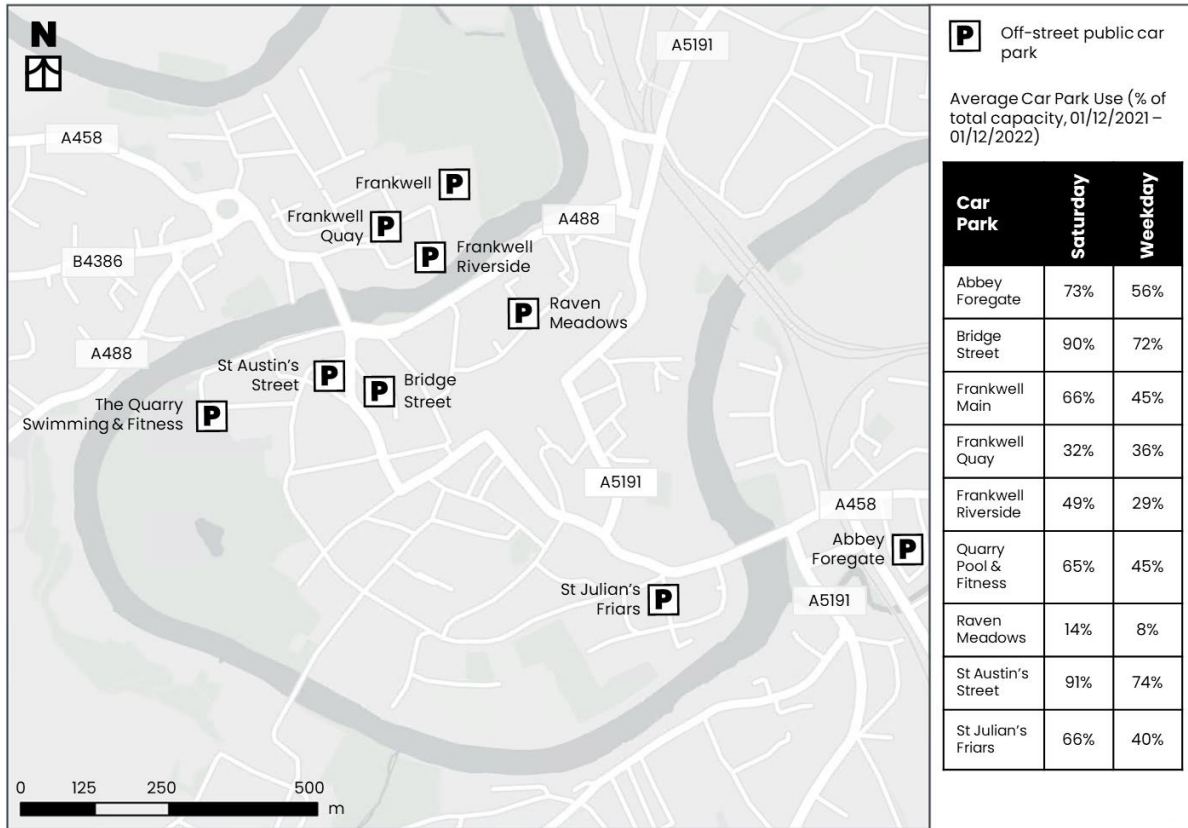 N
A5191
A458
Frankwell
P
Frankwell
Quay
P
A488
P
Frankwell
Riverside
B4386
P
Raven
Meadows
A488
St Austin's
Street
P
P
Bridge
Street
The Quarry
Swimming & Fitness
P
A5191
A458
Abbey
Foregate
P
St Julian's
Friars
P
A5191
0 125 250 500
m
P
Off-street public car
park
Average Car Park Use (% of
total capacity, 01/12/2021 –
01/12/2022)
Car
Park
Saturday
Weekday
Abbey
Foregate
73%
56%
Bridge
Street
90%
72%
Frankwell
Main
66%
45%
Frankwell
Quay
32%
36%
Frankwell
Riverside
49%
29%
Quarry
Pool &
Fitness
65%
45%
Raven
Meadows
14%
8%
St Austin's
Street
91%
74%
St Julian's
Friars
66%
40%